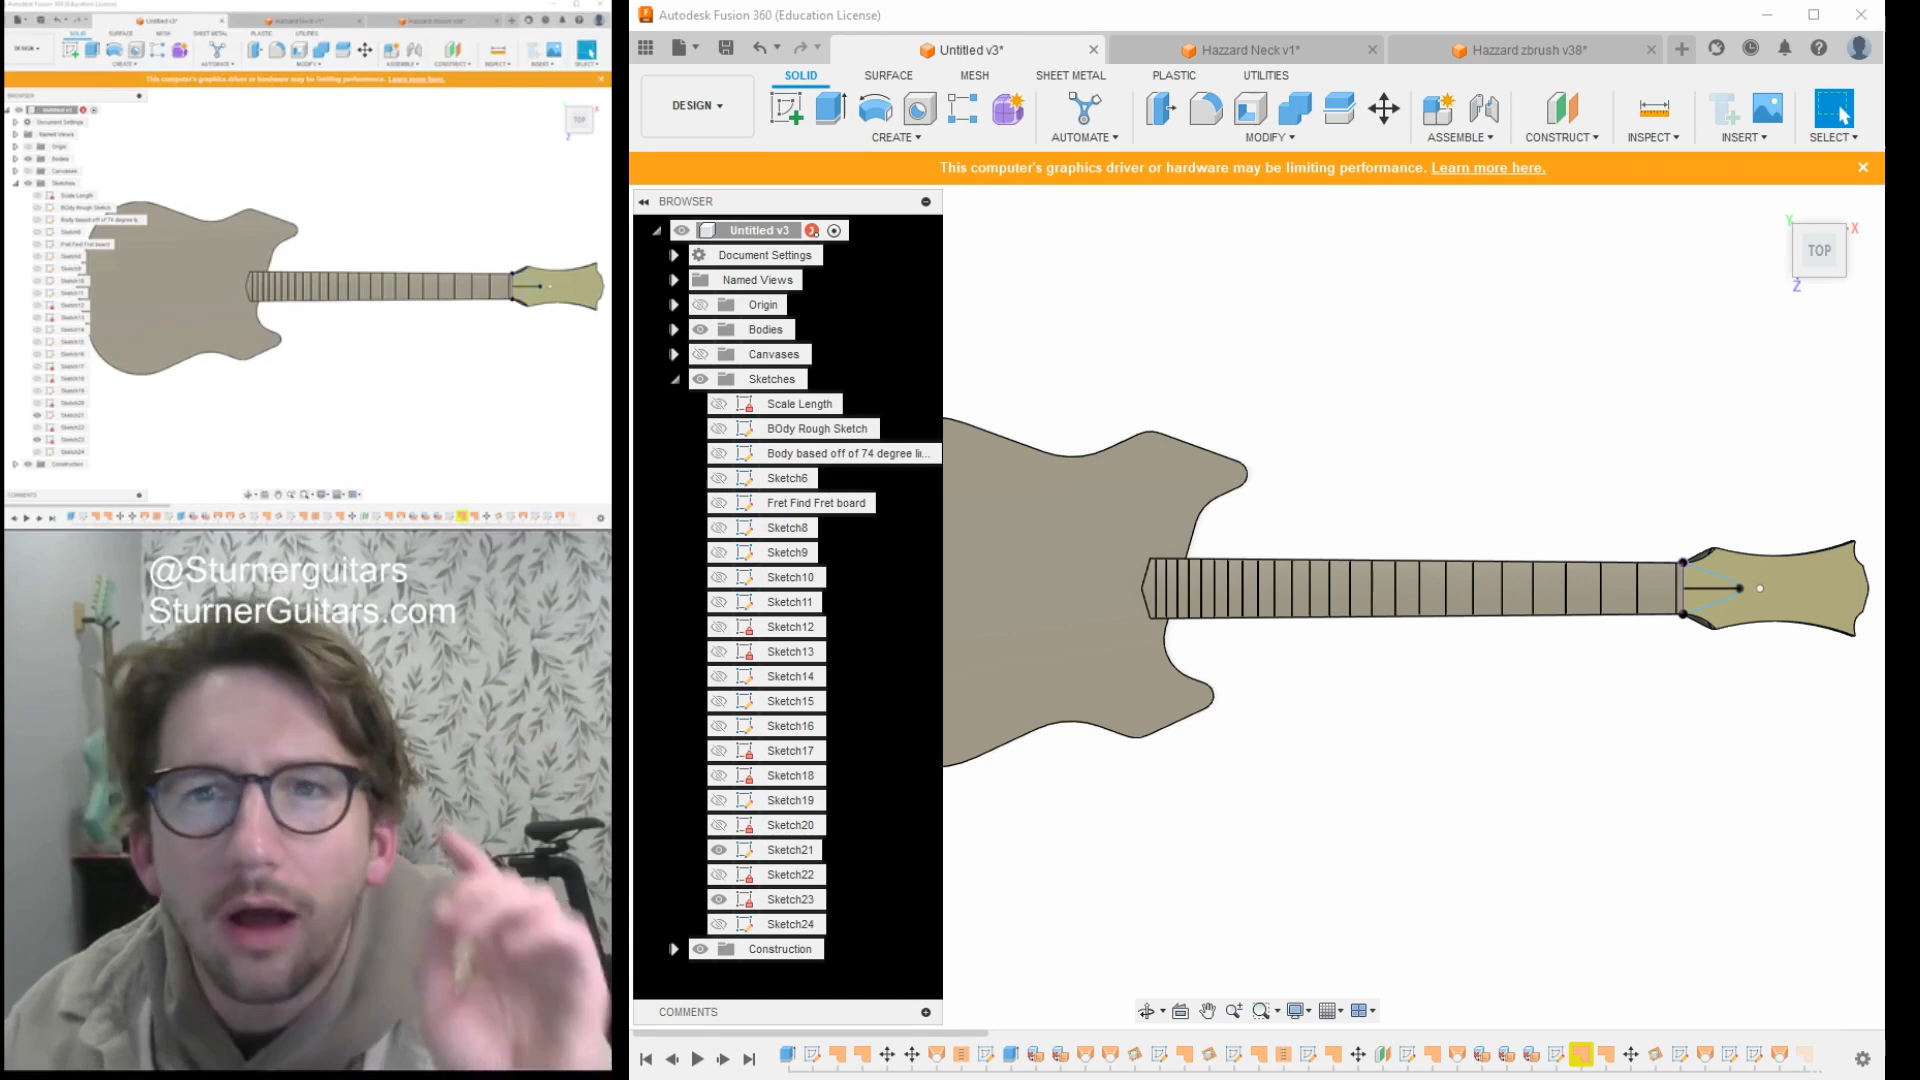 Autodesk Fusion 360 (Education License)
Untitled v3*
Hazzard Neck v1*
Hazzard zbrush v38*
SOLID
SURFACE
MESH
SHEET METAL
PLASTIC
UTILITIES
DESIGN
CREATE
AUTOMATE
MODIFY
ASSEMBLE
CONSTRUCT
INSPECT
INSERT
SELECT
This computer's graphics driver or hardware may be limiting performance. Learn more here.
BROWSER
Untitled v3
Document Settings
Named Views
Origin
Bodies
Canvases
Sketches
Scale Length
BOdy Rough Sketch
Body based off of 74 degree li...
Sketch6
Fret Find Fret board
Sketch8
Sketch9
Sketch10
Sketch11
Sketch12
Sketch13
Sketch14
Sketch15
Sketch16
Sketch17
Sketch18
Sketch19
Sketch20
Sketch21
Sketch22
Sketch23
Sketch24
Construction
COMMENTS
Y
X
TOP
Z
@Sturnerguitars
SturnerGuitars.com